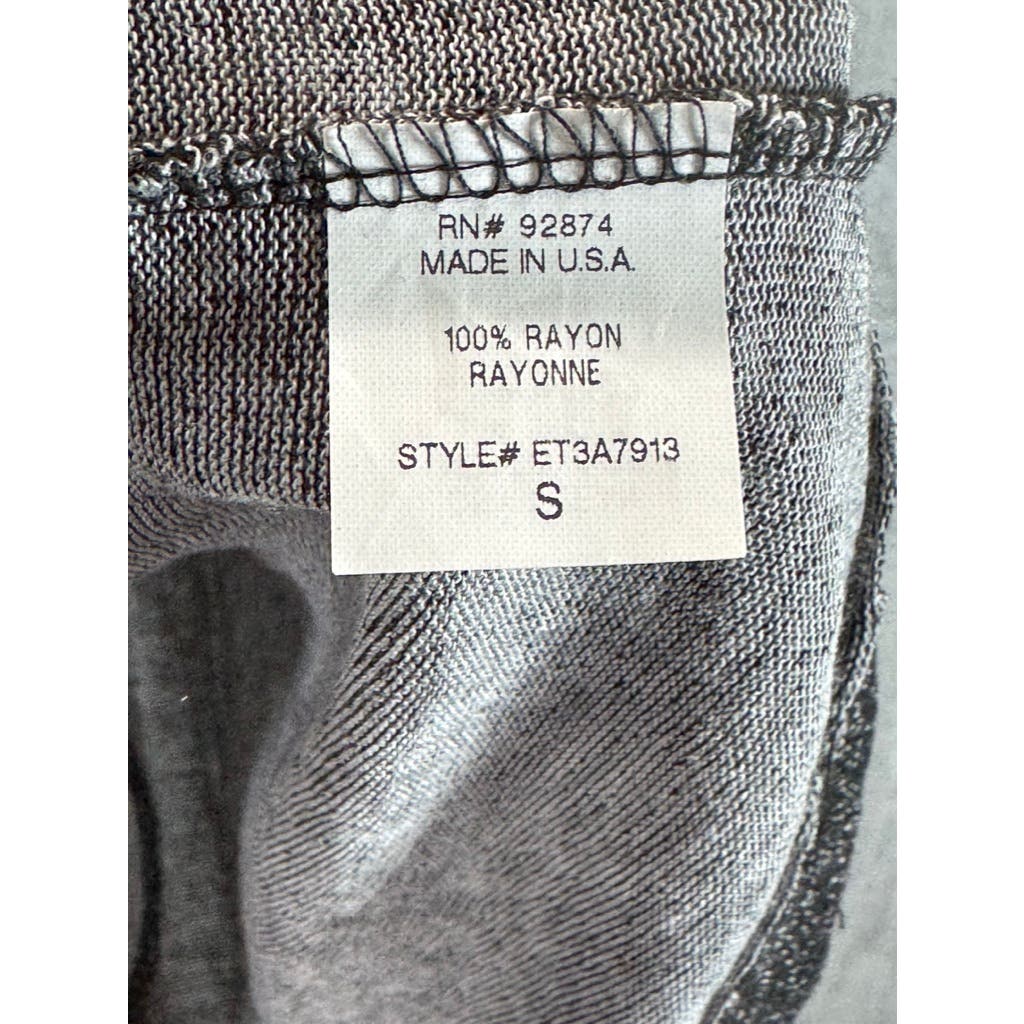 RN# 92874
MADE IN U.S.A.
100% RAYON
RAYONNE
STYLE# ET3A7913
S